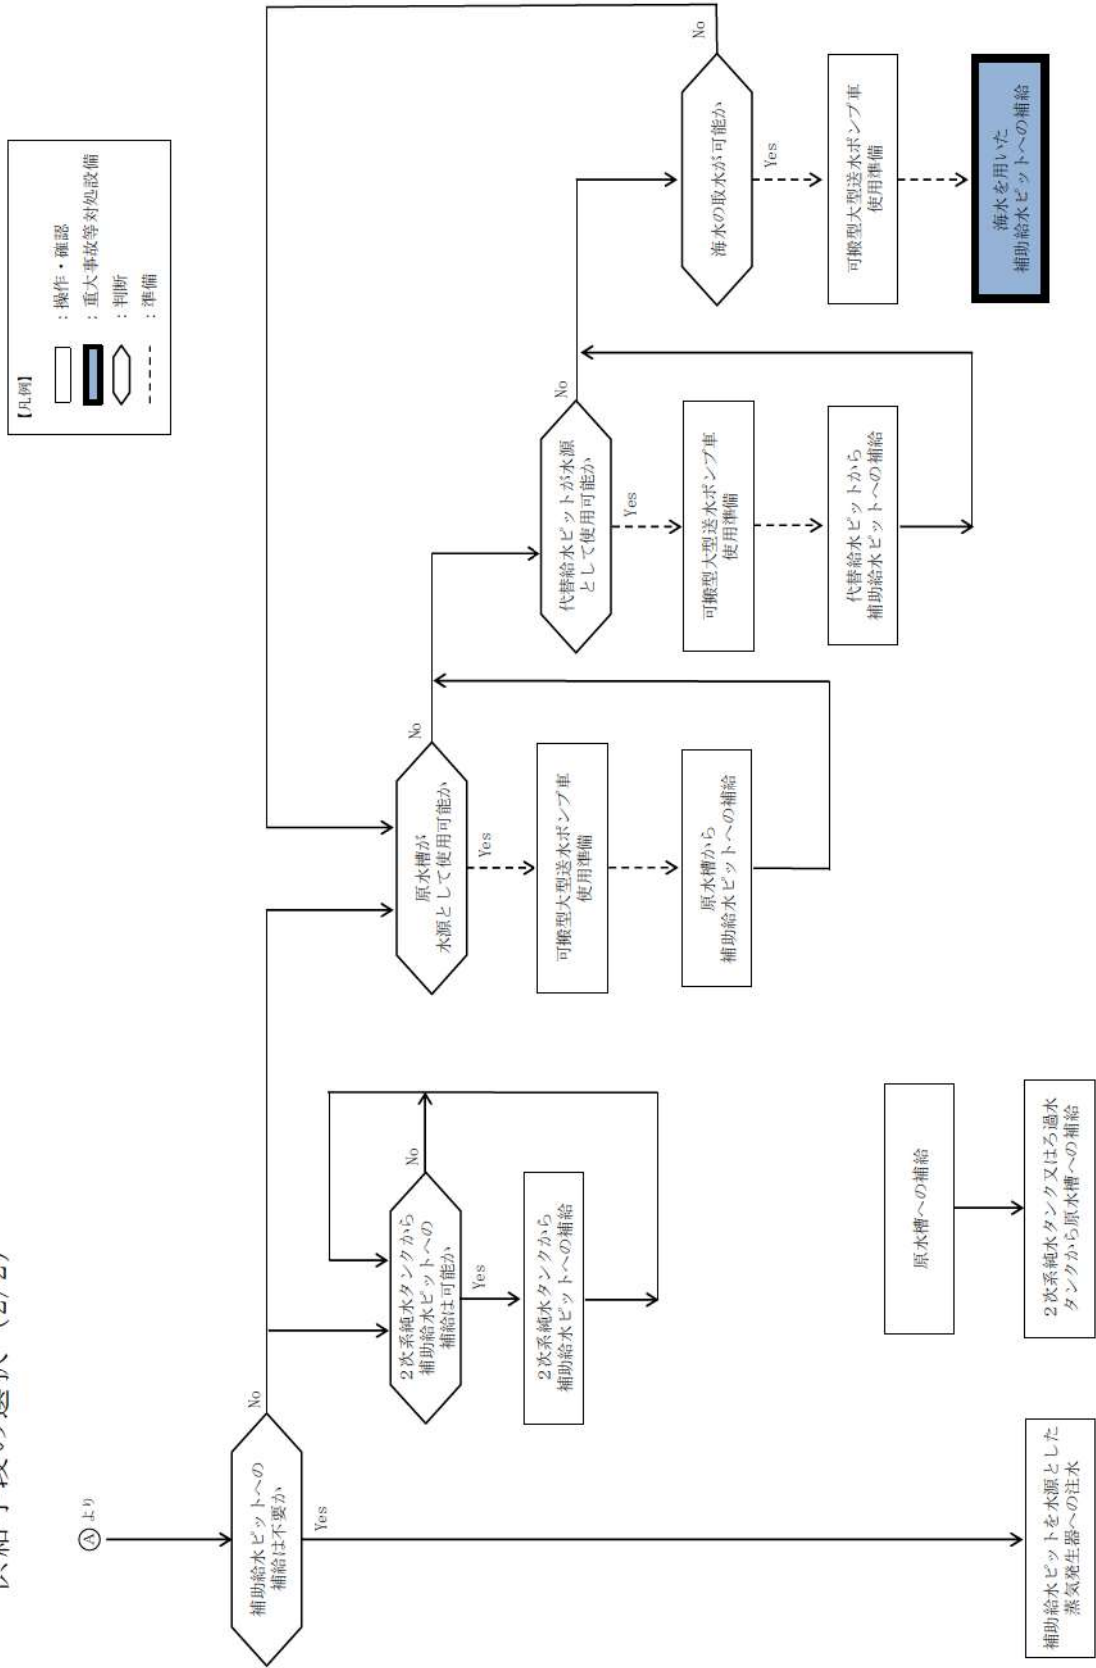 Ⓐより
補助給水ピットへの
補給は不要か
No
Yes
補助給水ピットを水源とした
蒸気発生器への注水
2次系純水タンクから
補助給水ピットへの
補給は可能か
No
Yes
2次系純水タンクから
補助給水ピットへの補給
原水槽への補給
2次系純水タンク又はろ過水
タンクから原水槽への補給
原水槽が
水源として使用可能か
No
Yes
可搬型大型送水ポンプ車
使用準備
原水槽から
補助給水ピットへの補給
代替給水ピットが水源
として使用可能か
No
Yes
可搬型大型送水ポンプ車
使用準備
代替給水ピットから
補助給水ピットへの補給
海水の取水が可能か
No
Yes
可搬型大型送水ポンプ車
使用準備
海水を用いた
補助給水ピットへの補給
【凡例】
：操作・確認
：重大事故等対処設備
：判断
：準備